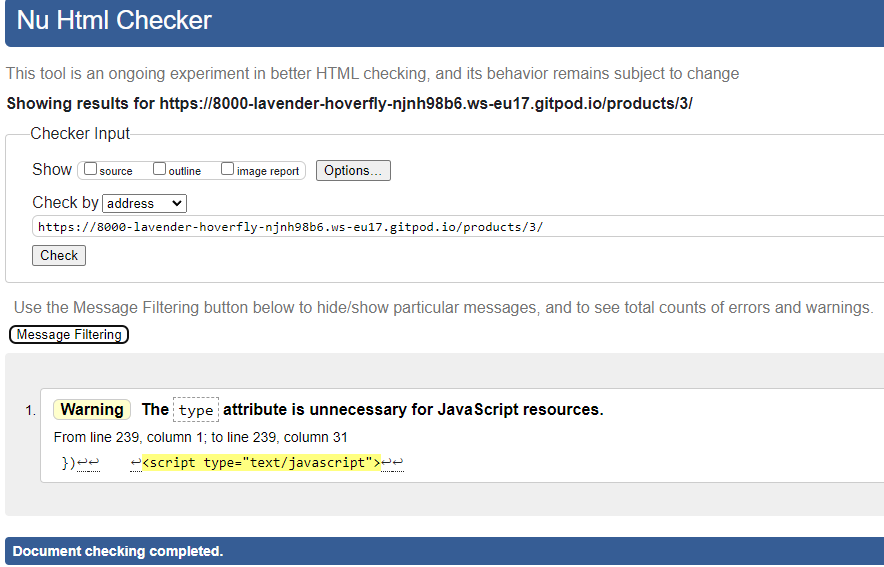 Nu Html Checker
This tool is an ongoing experiment in better HTML checking, and its behavior remains subject to change
Showing results for https://8000-lavender-hoverfly-njnh98b6.ws-eu17.gitpod.io/products/3/
Checker Input
Show source outline image report Options...
Check by address
https://8000-lavender-hoverfly-njnh98b6.ws-eu17.gitpod.io/products/3/
Check
Use the Message Filtering button below to hide/show particular messages, and to see total counts of errors and warnings.
Message Filtering
1. Warning The type attribute is unnecessary for JavaScript resources.
From line 239, column 1; to line 239, column 31
})↩↩ ↩<script type="text/javascript">↩↩
Document checking completed.